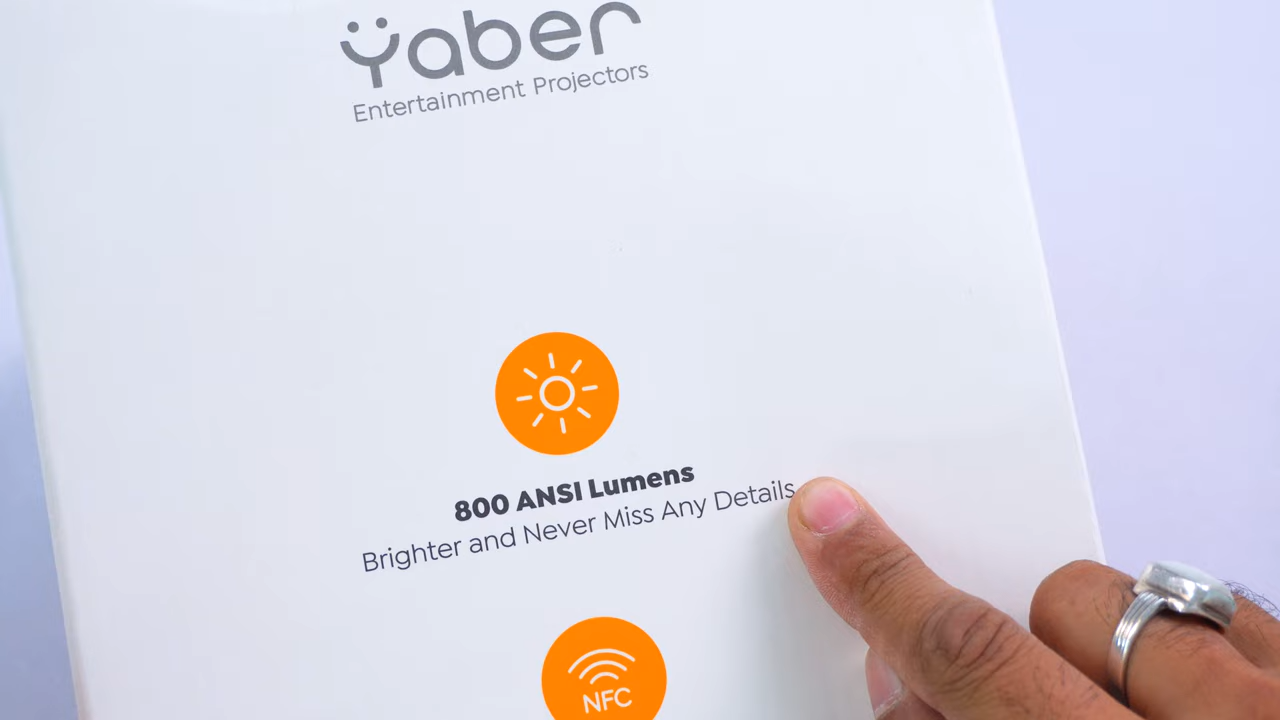 Yaber
Entertainment Projectors
800 ANSI Lumens
Brighter and Never Miss Any Details
NFC